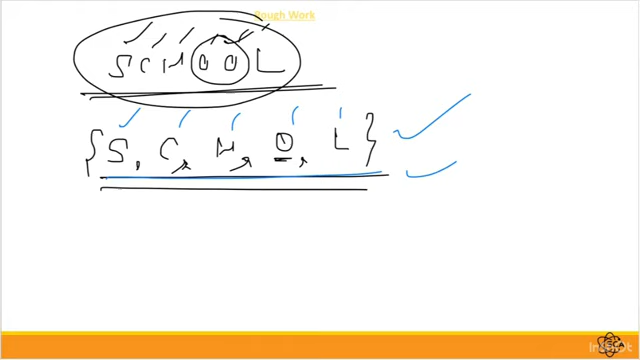 Rough Work
SCHOOL
{S, C, H, O, L}